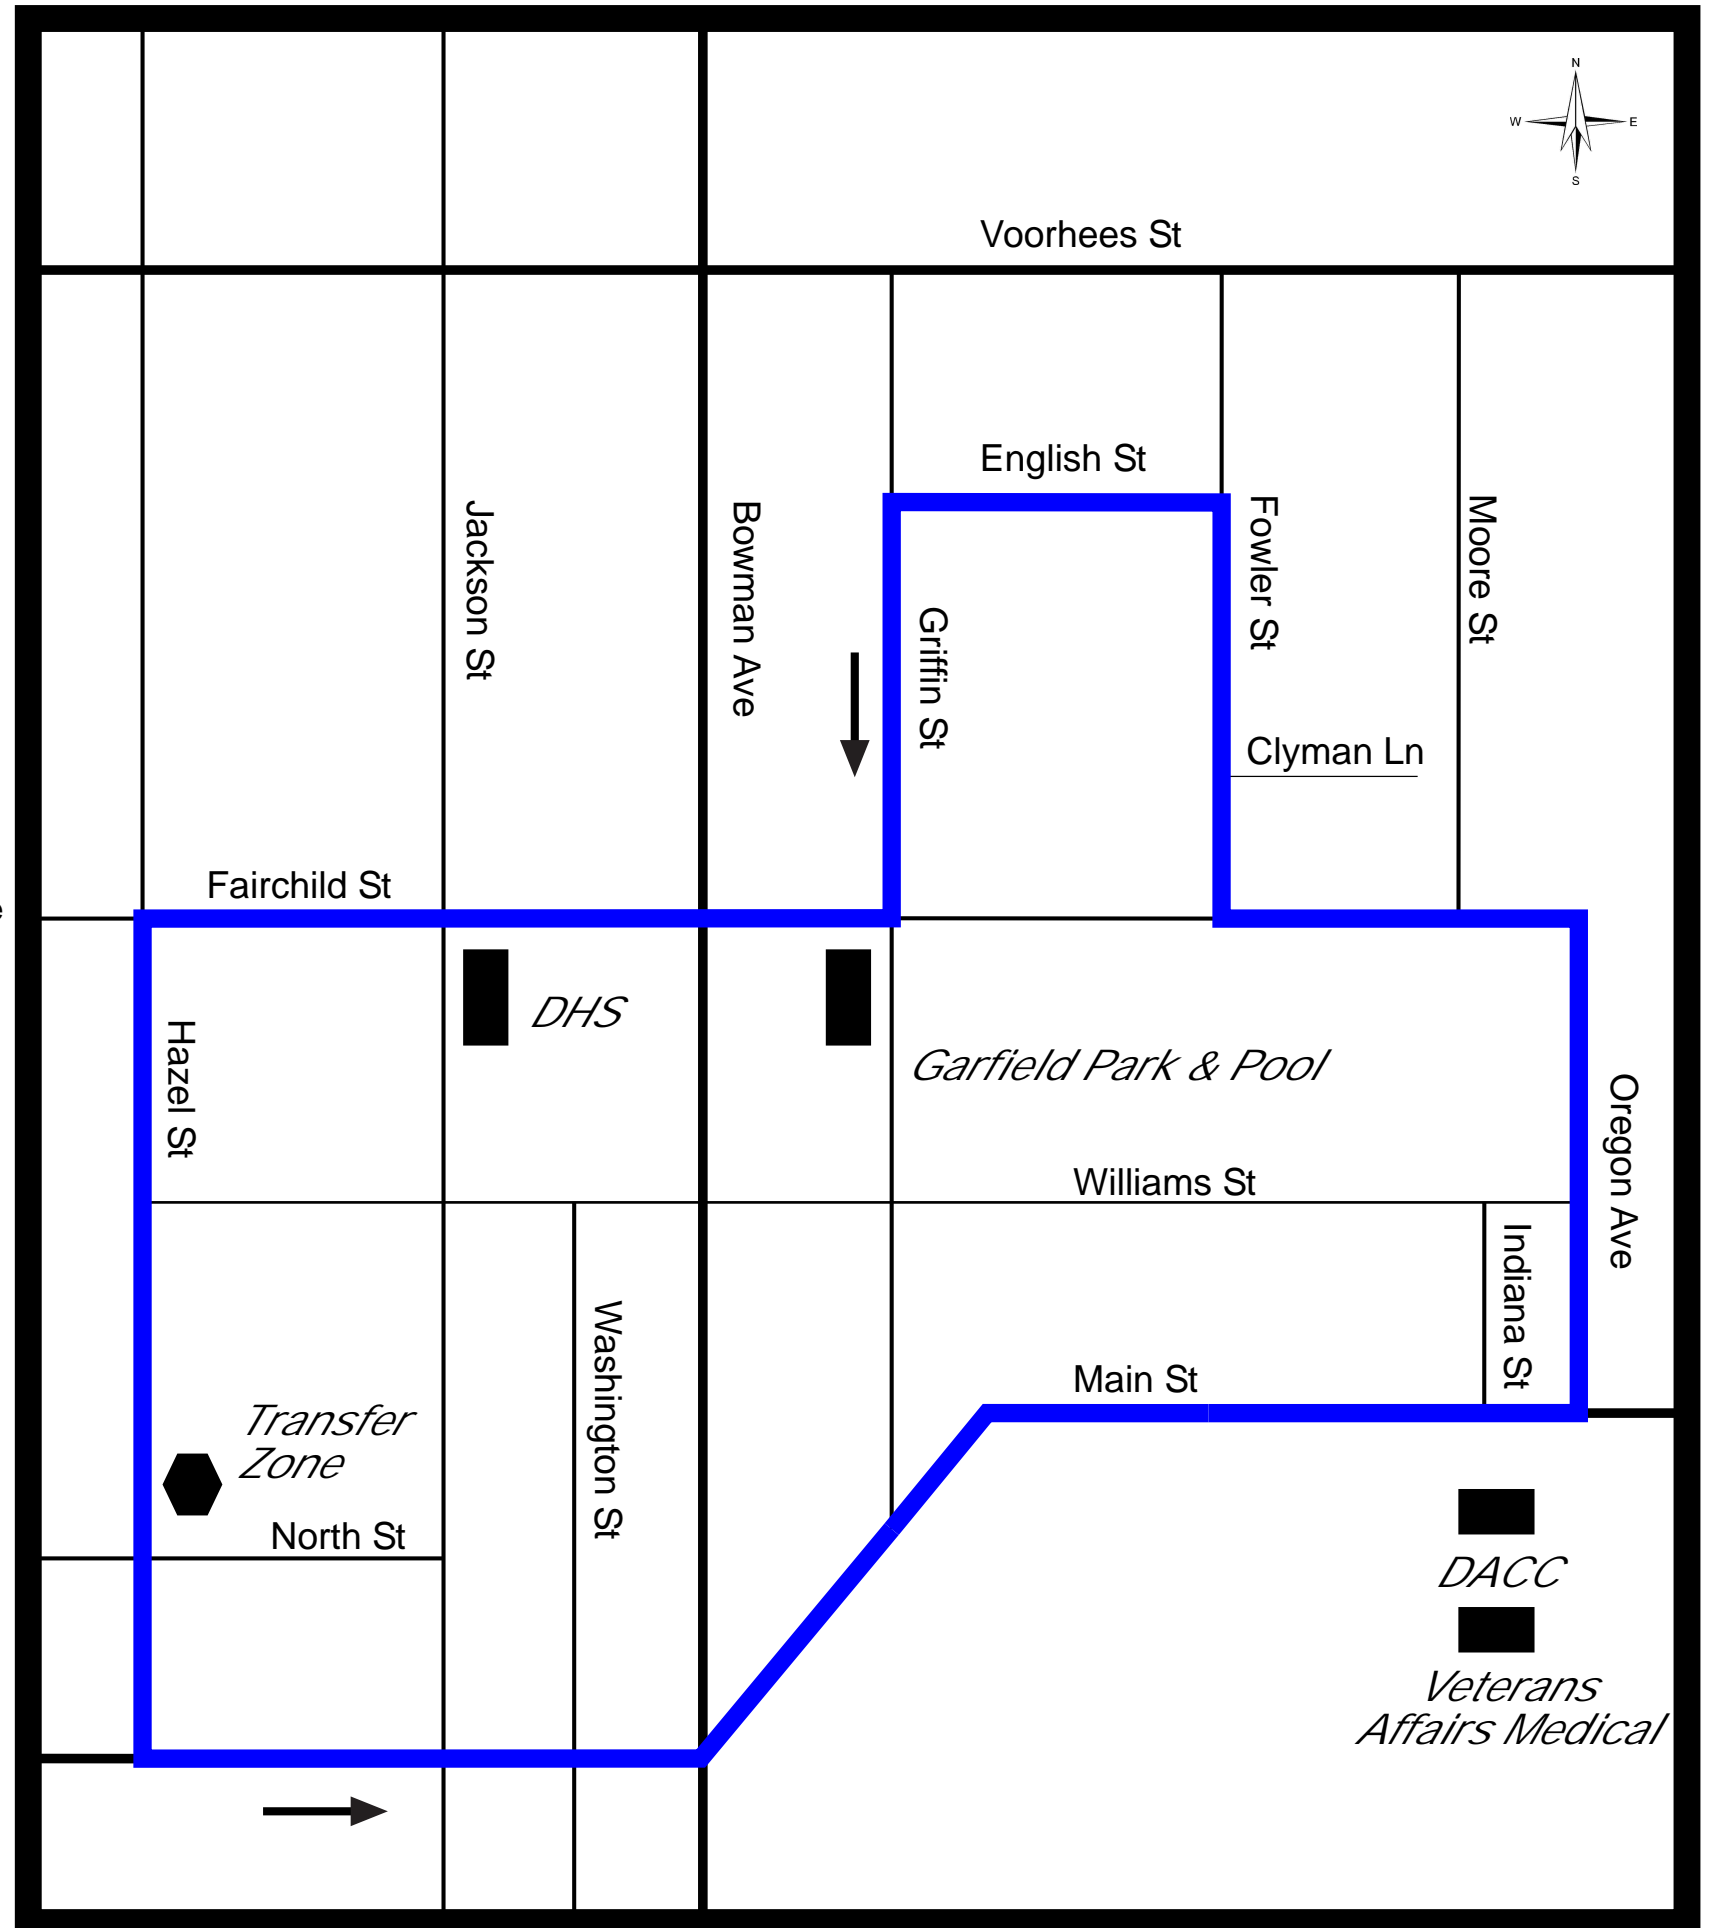 N
W
E
S
Voorhees St
English St
Jackson St
Bowman Ave
Griffin St
Fowler St
Moore St
Clyman Ln
Fairchild St
DHS
Garfield Park & Pool
Hazel St
Oregon Ave
Williams St
Indiana St
Washington St
Main St
Transfer
Zone
North St
DACC
Veterans
Affairs Medical